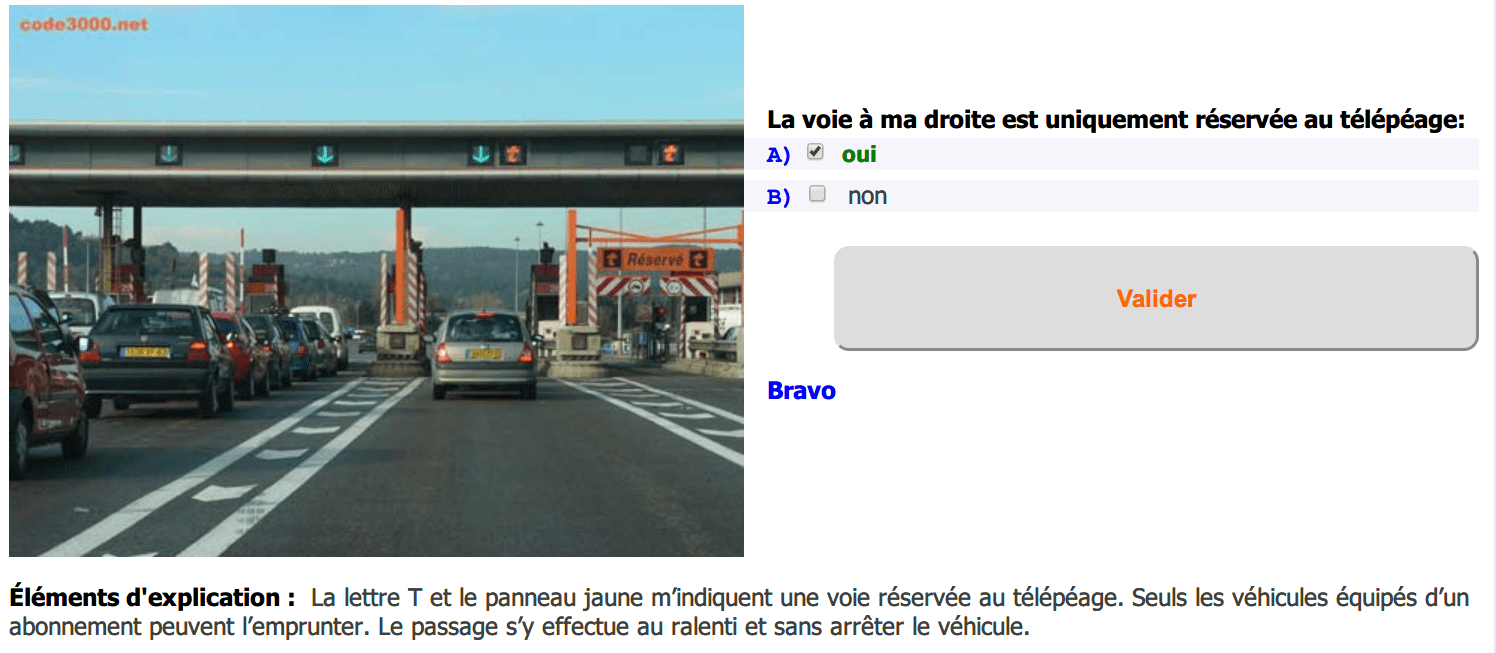 code3000.net
t
t
t Réservé t
La voie à ma droite est uniquement réservée au télépéage:
A) oui
B) non
Valider
Bravo
Éléments d'explication : La lettre T et le panneau jaune m’indiquent une voie réservée au télépéage. Seuls les véhicules équipés d’un
abonnement peuvent l’emprunter. Le passage s’y effectue au ralenti et sans arrêter le véhicule.